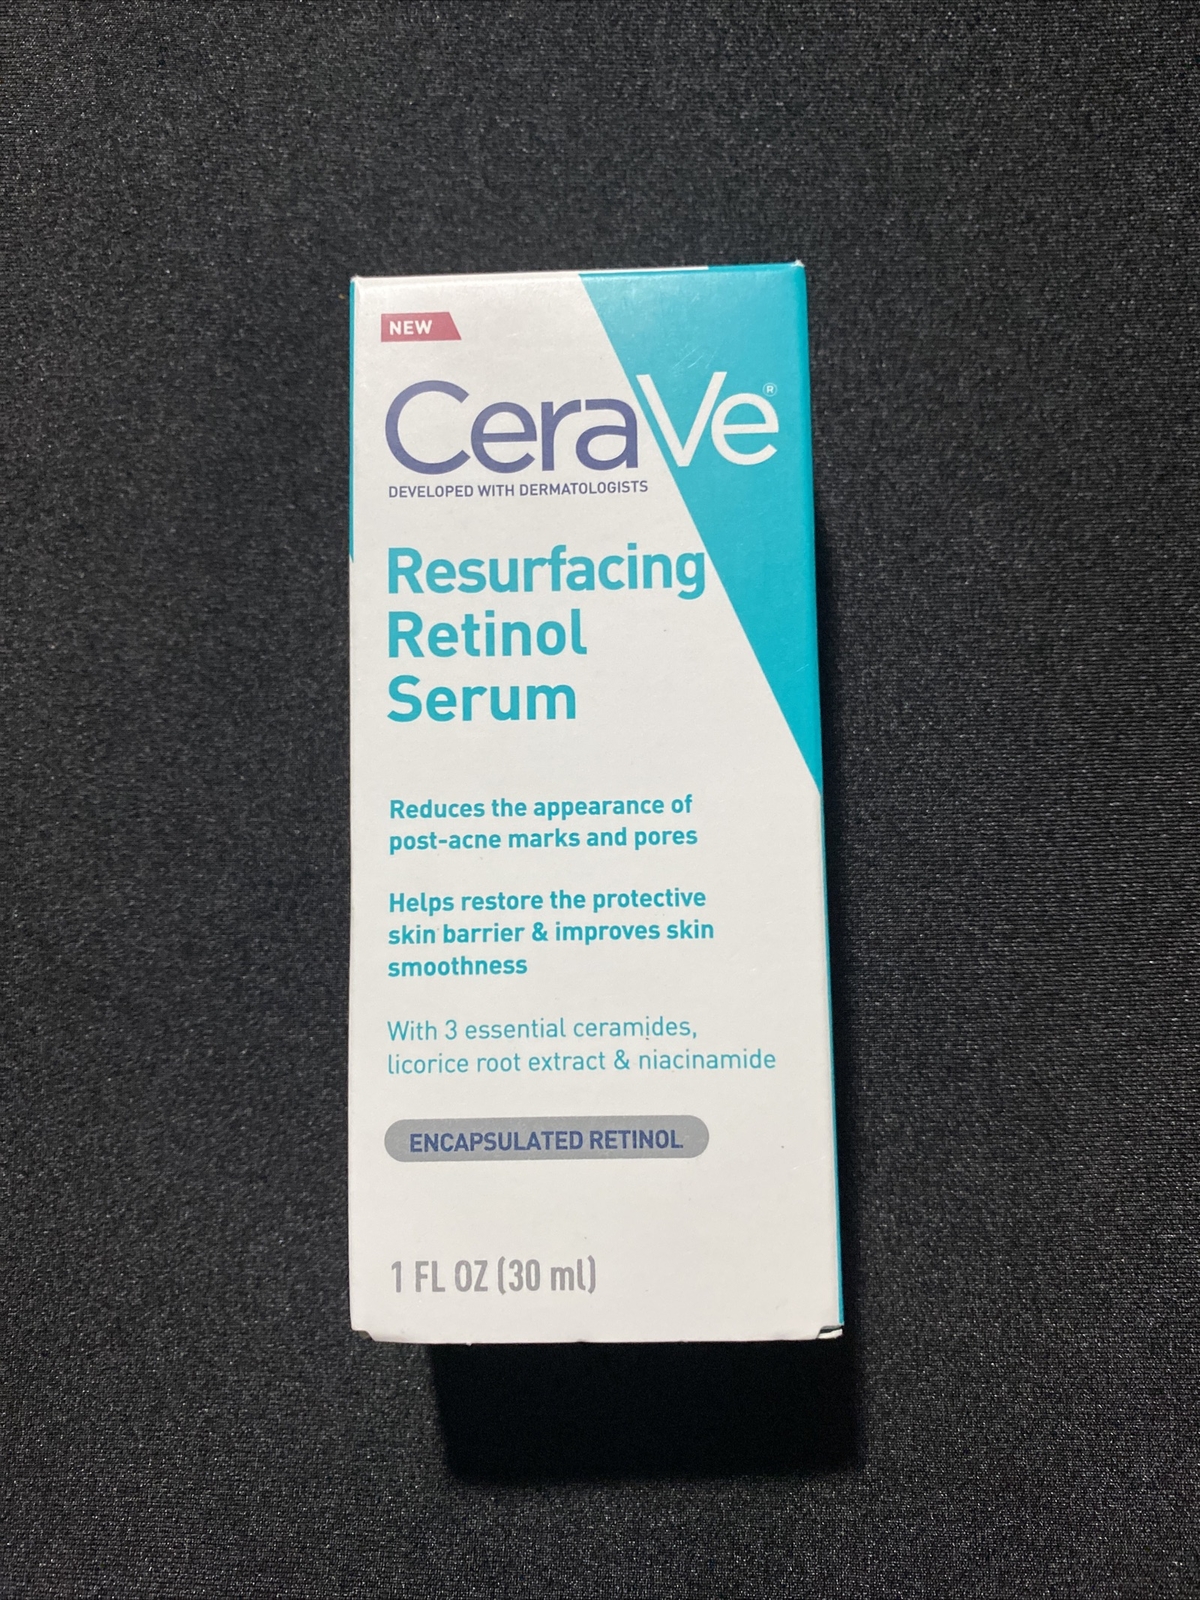 NEW
CeraVe®
DEVELOPED WITH DERMATOLOGISTS
Resurfacing
Retinol
Serum
Reduces the appearance of
post-acne marks and pores
Helps restore the protective
skin barrier & improves skin
smoothness
With 3 essential ceramides,
licorice root extract & niacinamide
ENCAPSULATED RETINOL
1 FL OZ (30 ml)